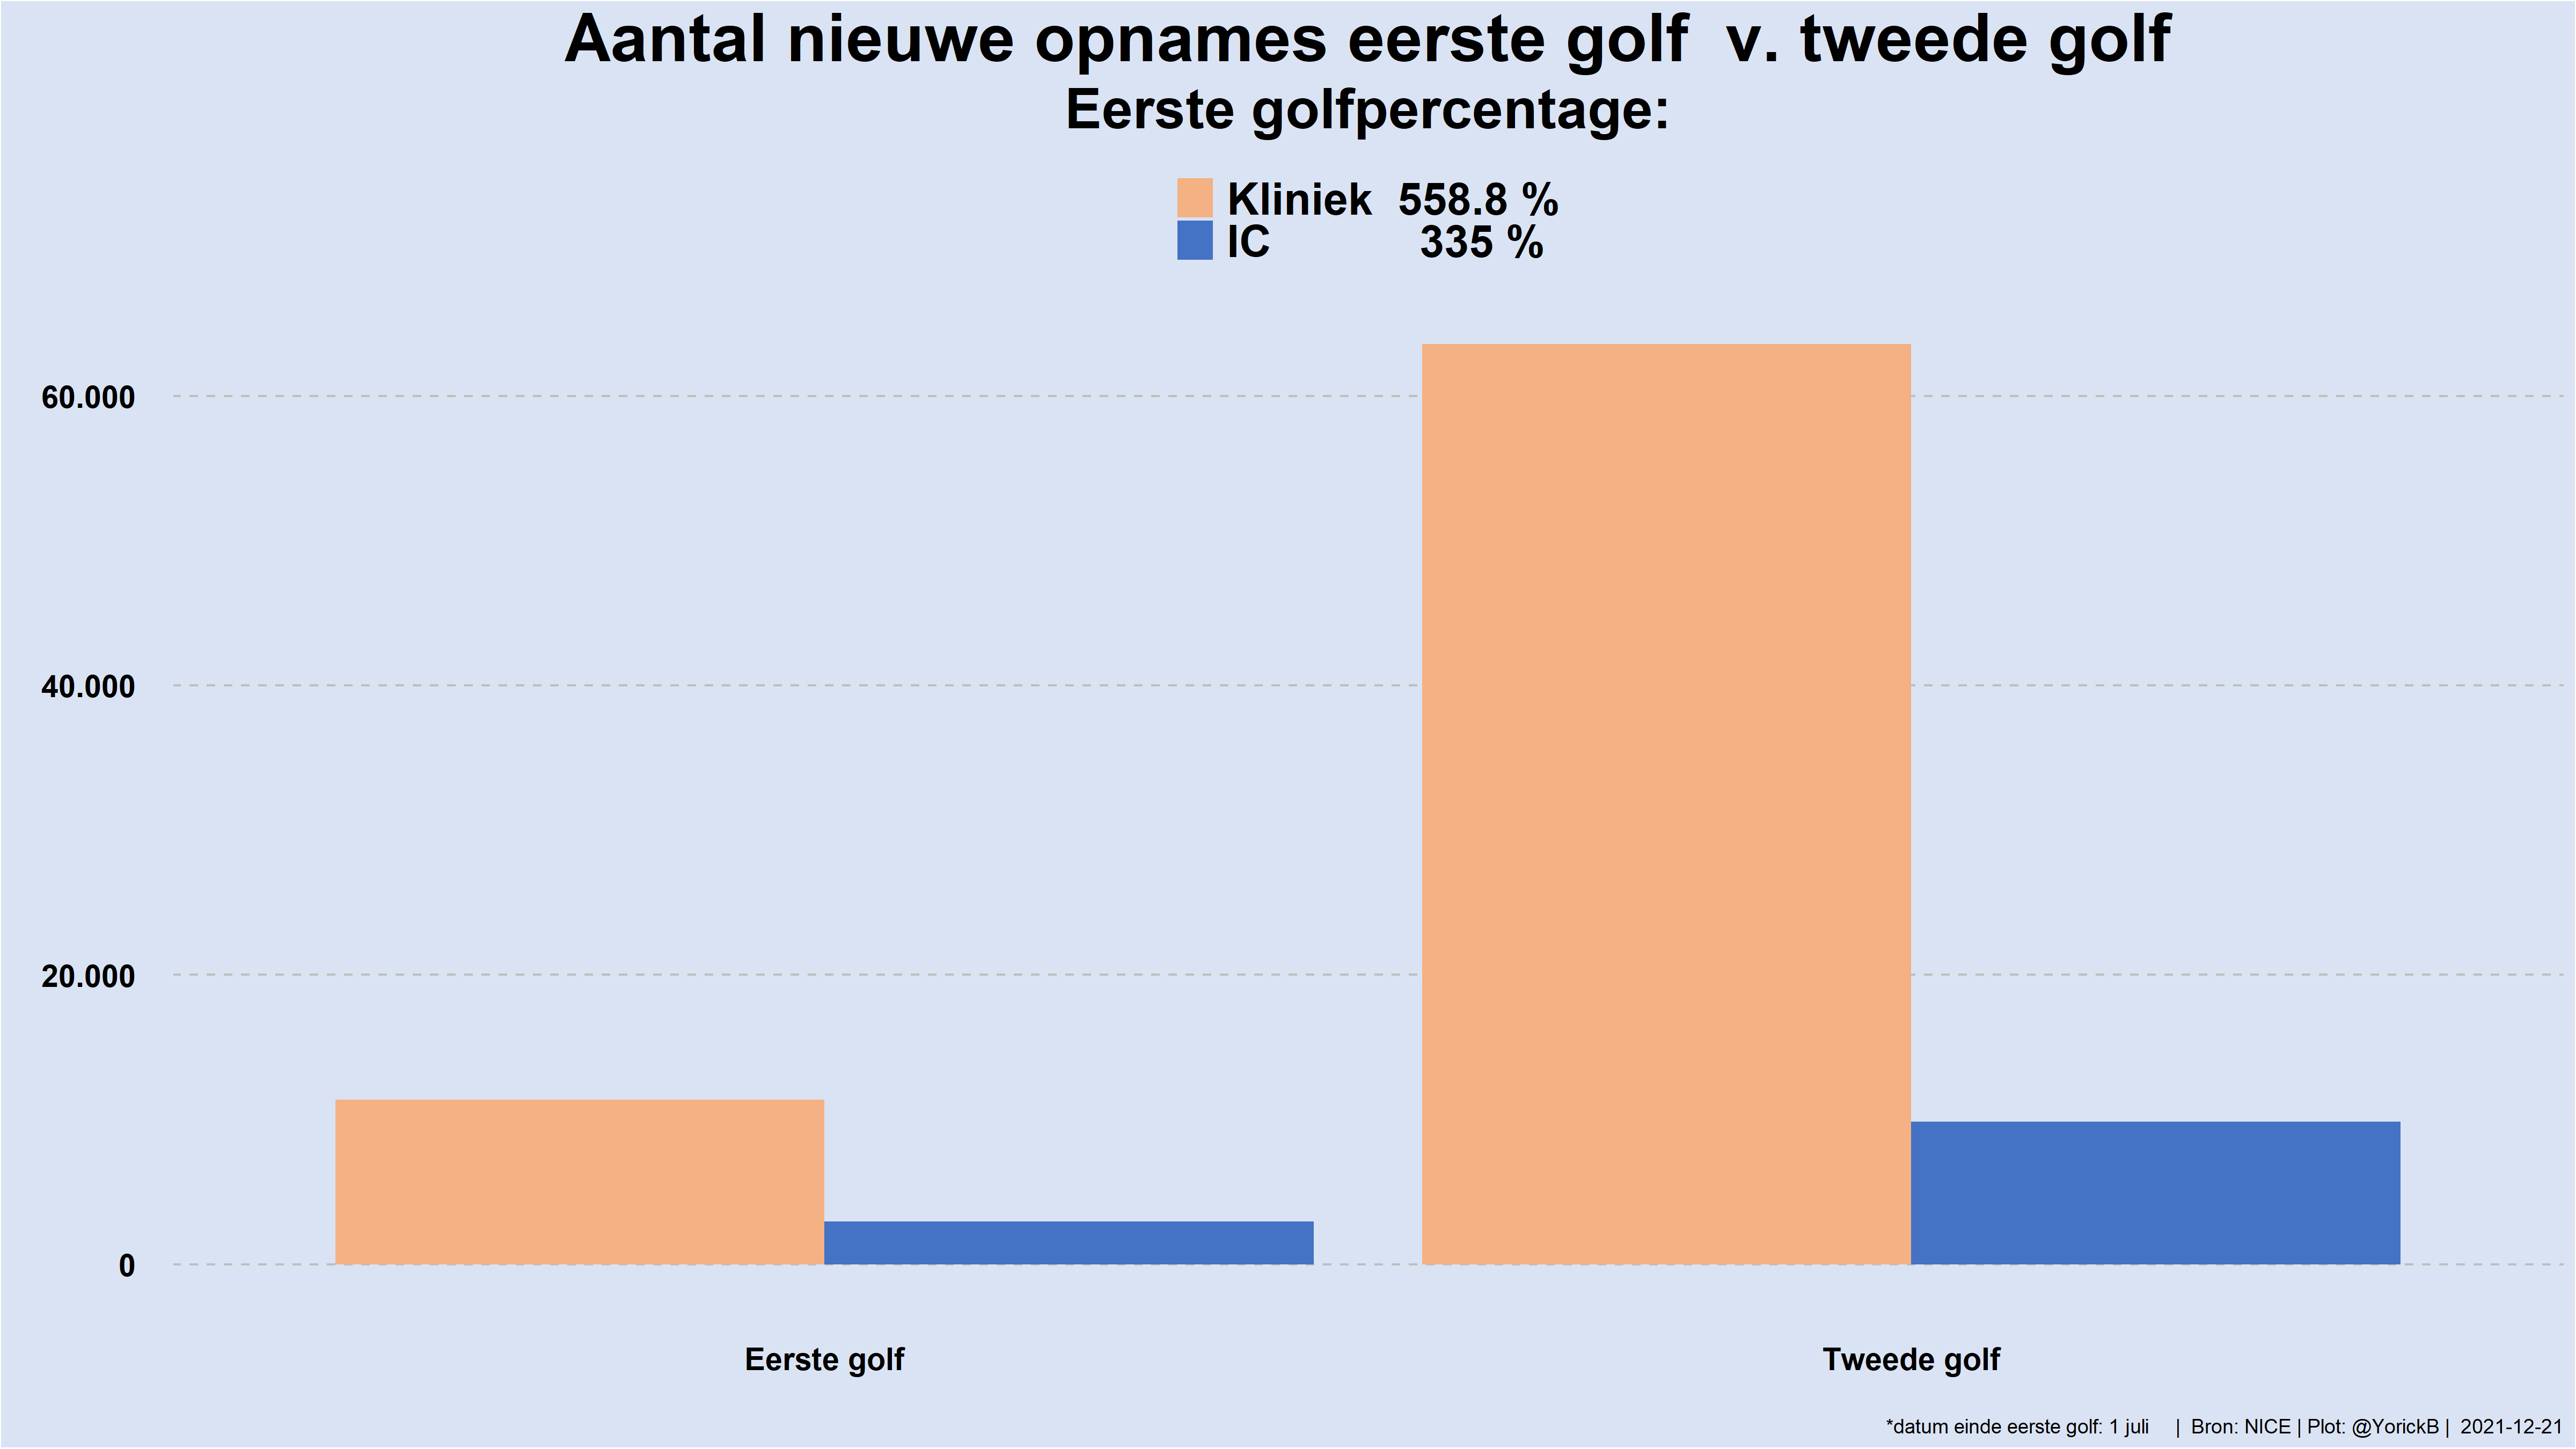 Aantal nieuwe opnames eerste golf  v. tweede golf
Eerste golfpercentage:
Kliniek  558.8 %
IC 335 %
60.000
40.000
20.000
0
Eerste golf
Tweede golf
*datum einde eerste golf: 1 juli | Bron: NICE | Plot: @YorickB | 2021-12-21